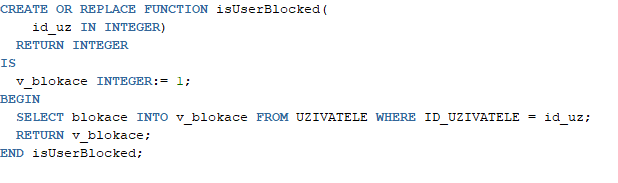 CREATE OR REPLACE FUNCTION isUserBlocked(
    id_uz IN INTEGER)
  RETURN INTEGER
IS
  v_blokace INTEGER:= 1;
BEGIN
  SELECT blokace INTO v_blokace FROM UZIVATELE WHERE ID_UZIVATELE = id_uz;
  RETURN v_blokace;
END isUserBlocked;